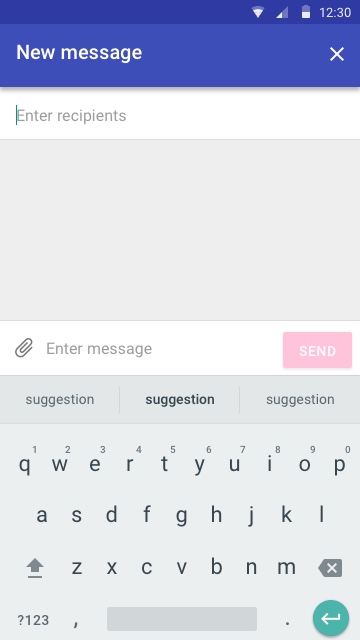 12:30
New message
Enter recipients
Enter message
SEND
suggestion suggestion suggestion
1 2 3 4 5 6 7 8 9 0
q w e r t y u i o p
a s d f g h j k l
z x c v b n m
?123 , .